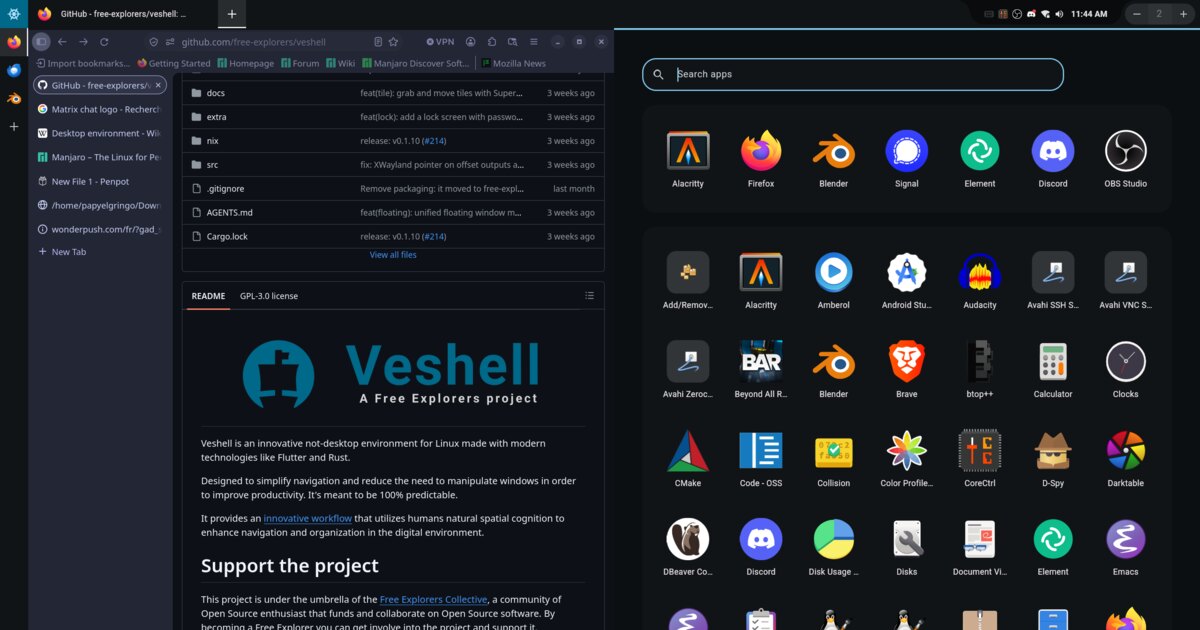 GitHub - free-explorers/veshell: ...
+
11:44 AM
− 2 +
github.com/free-explorers/veshell
VPN
Import bookmarks...
Getting Started
Homepage
Forum
Wiki
Manjaro Discover Soft...
Mozilla News
GitHub - free-explorers/v
Matrix chat logo - Recherch
Desktop environment - Wik
Manjaro – The Linux for Pe
New File 1 - Penpot
/home/papyelgringo/Down
wonderpush.com/fr/?gad_s
+ New Tab
docs feat(tile): grab and move tiles with Super... 3 weeks ago
extra feat(lock): add a lock screen with passwo... 3 weeks ago
nix release: v0.1.10 (#214) 3 weeks ago
src fix: XWayland pointer on offset outputs a... 3 weeks ago
.gitignore Remove packaging: it moved to free-expl... last month
AGENTS.md feat(floating): unified floating window m... 3 weeks ago
Cargo.lock release: v0.1.10 (#214) 3 weeks ago
View all files
README GPL-3.0 license
Veshell
A Free Explorers project
Veshell is an innovative not-desktop environment for Linux made with modern
technologies like Flutter and Rust.
Designed to simplify navigation and reduce the need to manipulate windows in order
to improve productivity. It's meant to be 100% predictable.
It provides an innovative workflow that utilizes humans natural spatial cognition to
enhance navigation and organization in the digital environment.
Support the project
This project is under the umbrella of the Free Explorers Collective, a community of
Open Source enthusiast that funds and collaborate on Open Source software. By
becoming a Free Explorer you can get involve into the project and support it.
Search apps
Alacritty Firefox Blender Signal Element Discord OBS Studio
Add/Remov... Alacritty Amberol Android Stu... Audacity Avahi SSH S... Avahi VNC S...
BAR
Avahi Zeroc... Beyond All R... Blender Brave btop++ Calculator Clocks
CMake Code - OSS Collision Color Profile... CoreCtrl D-Spy Darktable
DBeaver Co... Discord Disk Usage ... Disks Document Vi... Element Emacs